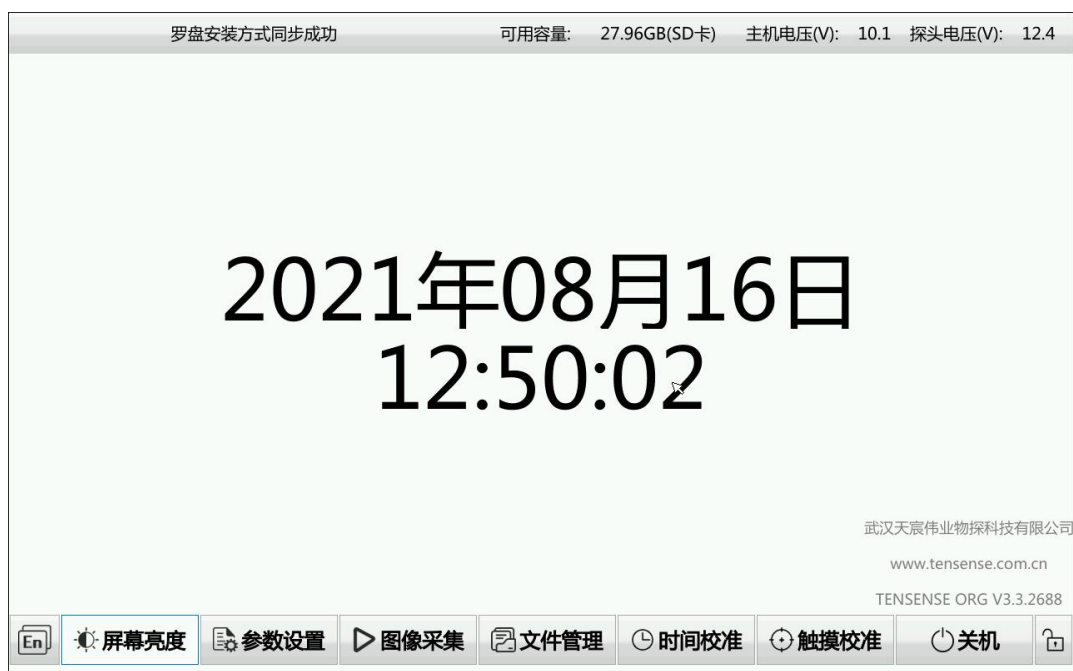 罗盘安装方式同步成功 可用容量: 27.96GB(SD卡) 主机电压(V): 10.1 探头电压(V): 12.4
2021年08月16日
12:50:02
武汉天宸伟业物探科技有限公司
www.tensense.com.cn
TENSENSE ORG V3.3.2688
En 屏幕亮度 参数设置 图像采集 文件管理 时间校准 触摸校准 关机